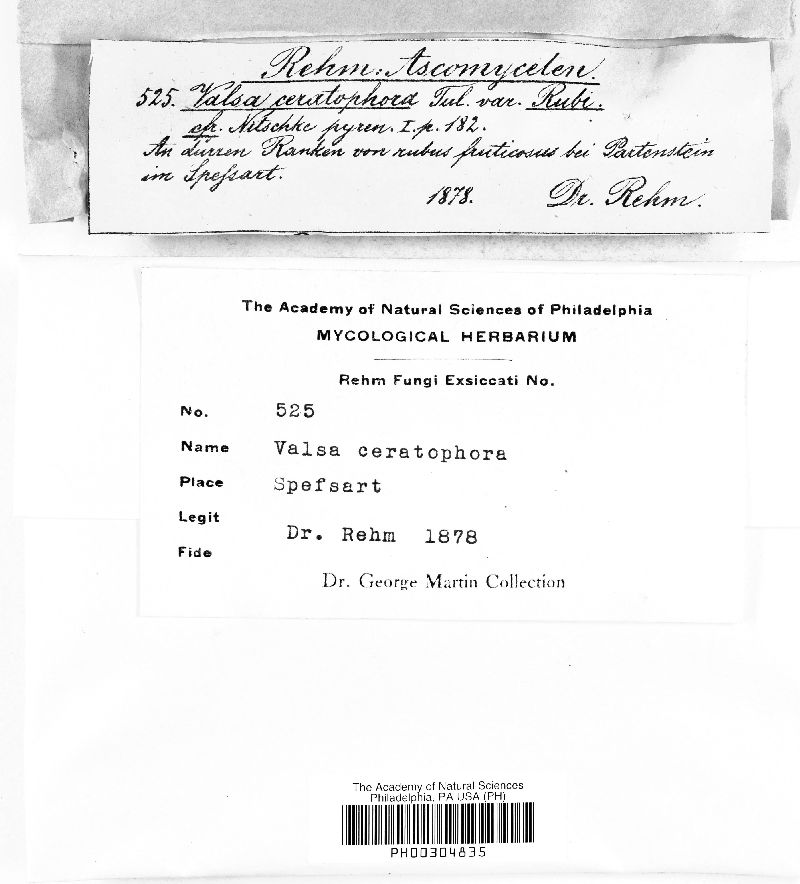 Rehm: Ascomyceten.
525. Valsa ceratophora Tul. var. Rubi.
cfr. Nitschke pyren. I. p. 182.
An dürren Ranken von rubus fruticosus bei Partenstein
im Speſsart.
1878. Dr. Rehm.
The Academy of Natural Sciences of Philadelphia
MYCOLOGICAL HERBARIUM
Rehm Fungi Exsiccati No.
No. 525
Name Valsa ceratophora
Place Spefsart
Legit Dr. Rehm 1878
Fide
Dr. George Martin Collection
The Academy of Natural Sciences
Philadelphia, PA USA (PH)
PH00304835